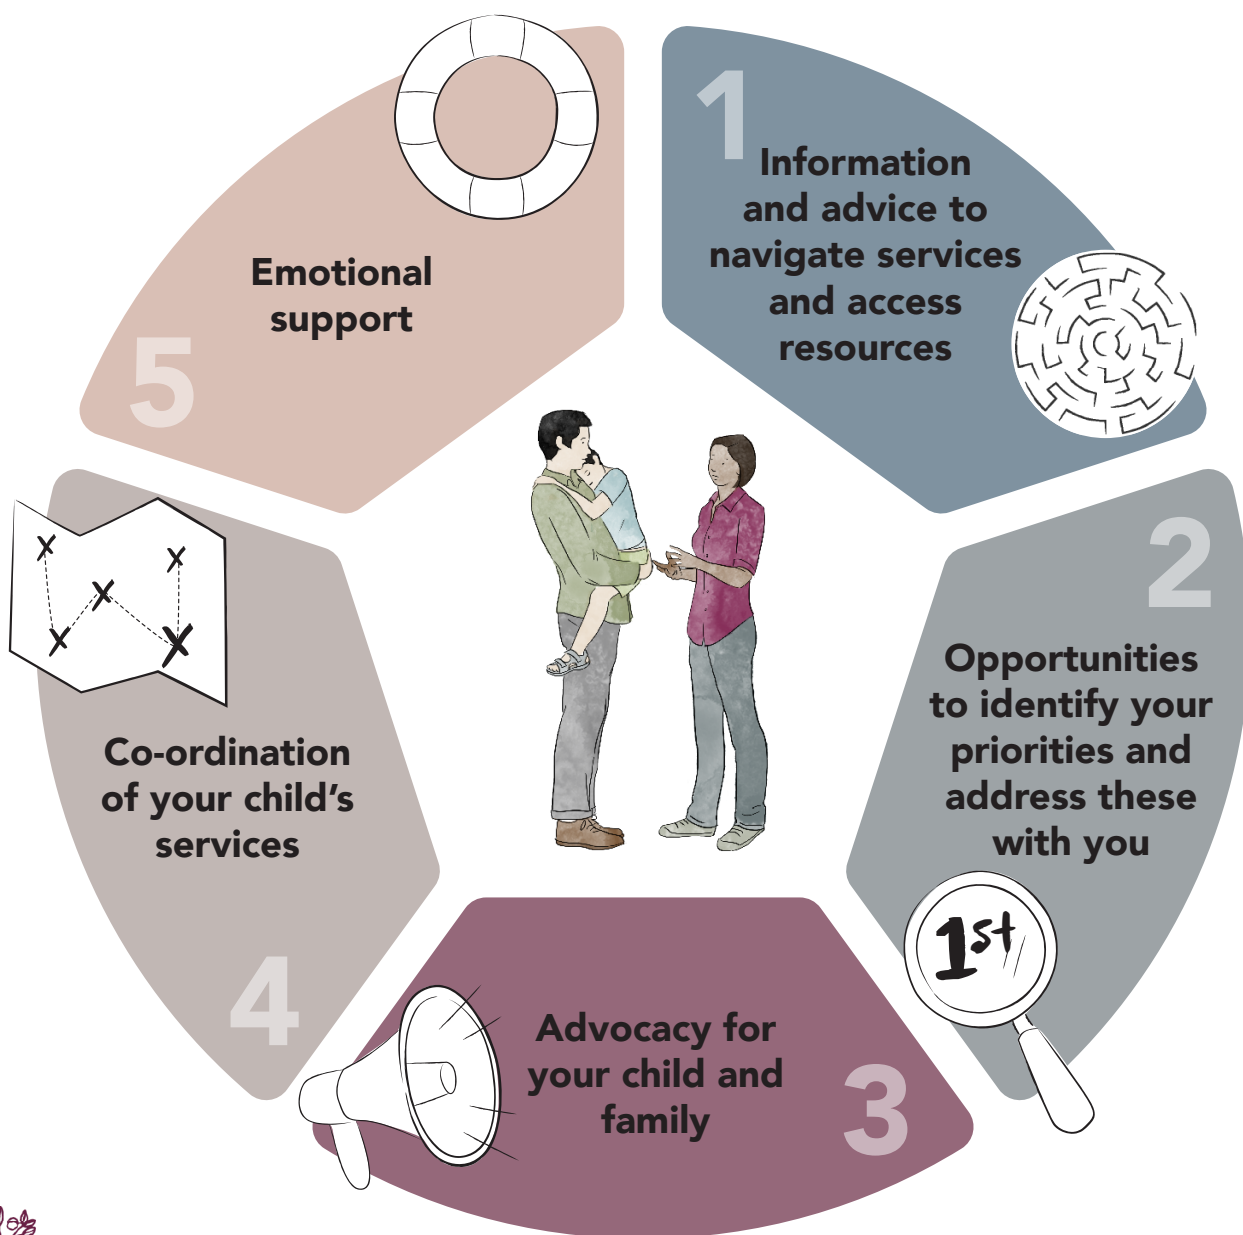 1
Information
and advice to
navigate services
and access
resources
2
Opportunities
to identify your
priorities and
address these
with you
1st
3
Advocacy for
your child and
family
4
Co-ordination
of your child's
services
5
Emotional
support